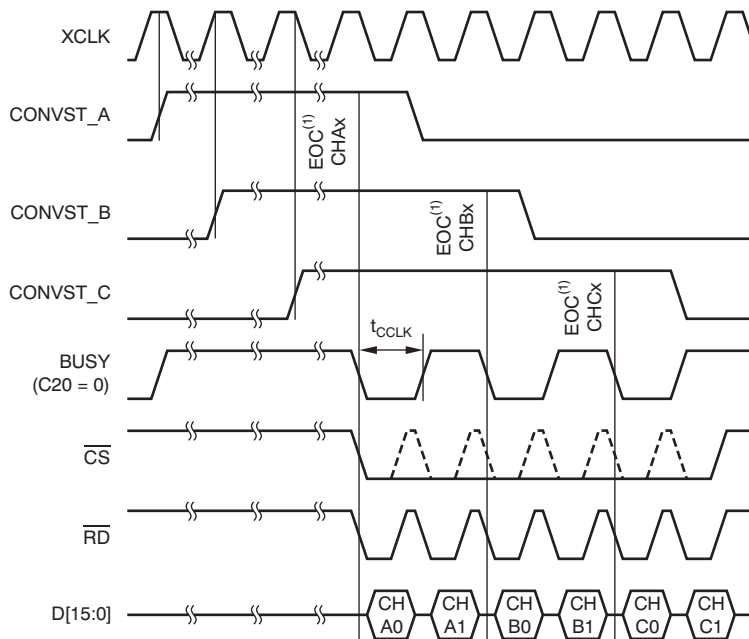 XCLK
CONVST_A
EOC(1)
CHAx
CONVST_B
EOC(1)
CHBx
CONVST_C
EOC(1)
CHCx
tCCLK
BUSY
(C20 = 0)
CS
RD
D[15:0]
CH
A0
CH
A1
CH
B0
CH
B1
CH
C0
CH
C1